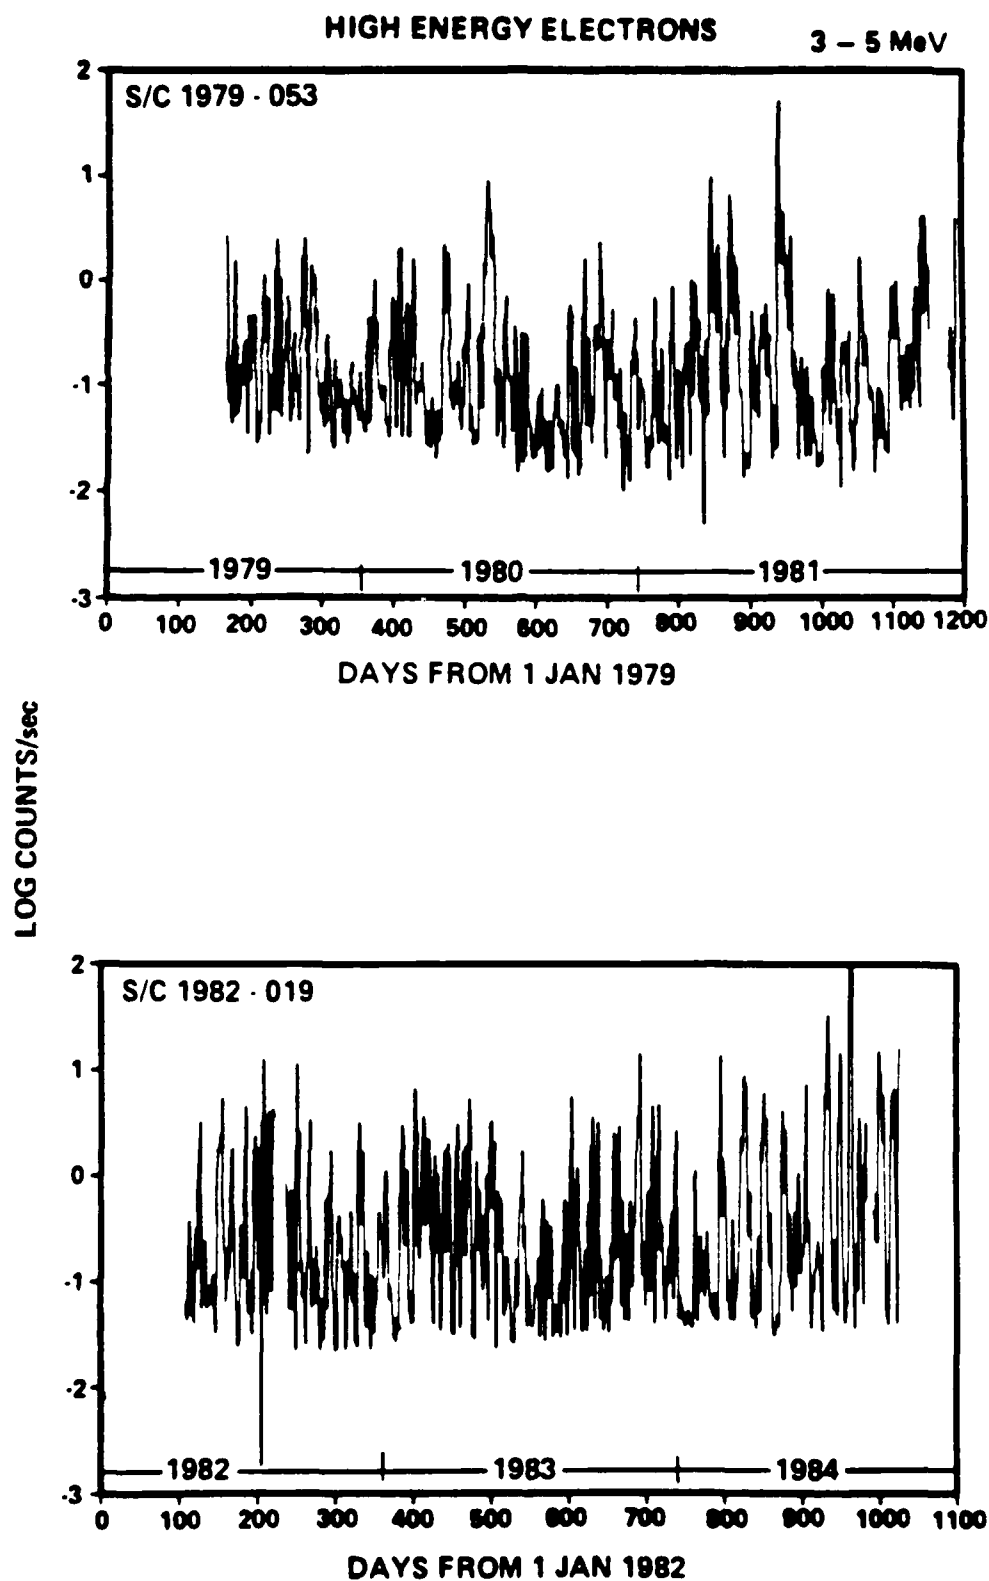 HIGH ENERGY ELECTRONS
3 – 5 MeV
S/C 1979 - 053
2
1
0
-1
-2
-3
1979 1980 1981
0 100 200 300 400 500 600 700 800 900 1000 1100 1200
DAYS FROM 1 JAN 1979
LOG COUNTS/sec
S/C 1982 - 019
2
1
0
-1
-2
-3
1982 1983 1984
0 100 200 300 400 500 600 700 800 900 1000 1100
DAYS FROM 1 JAN 1982